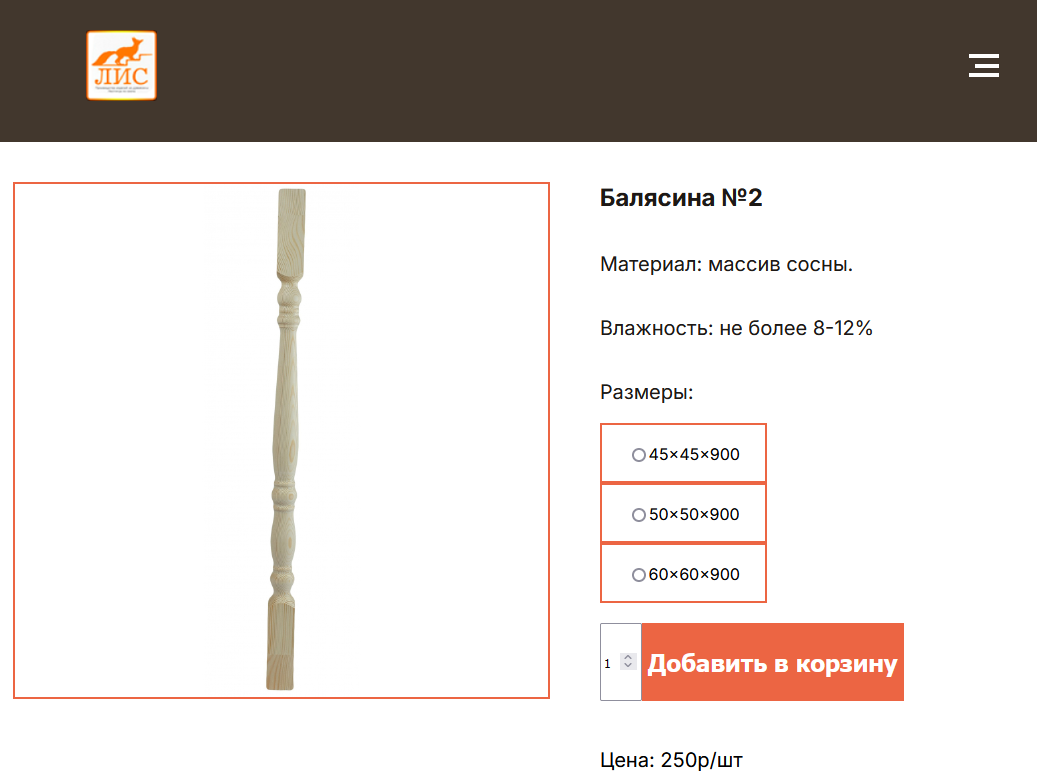 ЛИС
Балясина №2
Материал: массив сосны.
Влажность: не более 8-12%
Размеры:
45×45×900
50×50×900
60×60×900
1
Добавить в корзину
Цена: 250р/шт